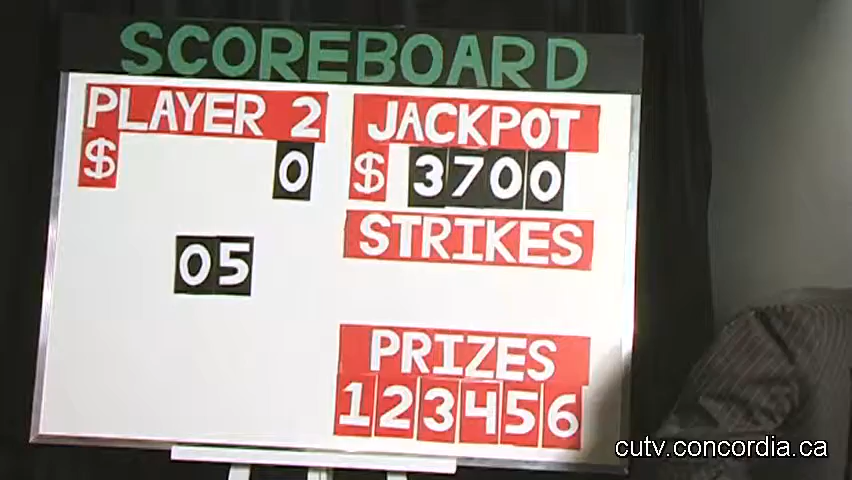 SCOREBOARD
PLAYER 2
$ 0
05
JACKPOT
$ 3700
STRIKES
PRIZES
123456
cutv.concordia.ca